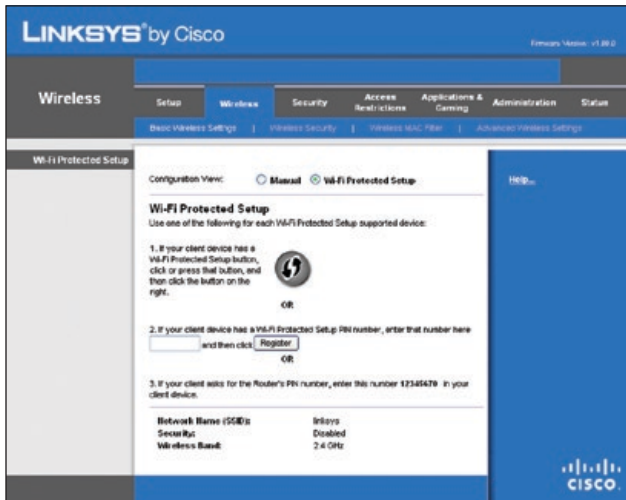 LINKSYS® by Cisco
Firmware Version: v1.00.0
Wireless
Setup
Wireless
Security
Access Restrictions
Applications & Gaming
Administration
Status
Basic Wireless Settings | Wireless Security | Wireless MAC Filter | Advanced Wireless Settings
Wi-Fi Protected Setup
Configuration View: Manual Wi-Fi Protected Setup
Help...
Wi-Fi Protected Setup
Use one of the following for each Wi-Fi Protected Setup supported device:
1. If your client device has a
Wi-Fi Protected Setup button,
click or press that button, and
then click the button on the
right.
OR
2. If your client device has a Wi-Fi Protected Setup PIN number, enter that number here
and then click Register
OR
3. If your client asks for the Router's PIN number, enter this number 12345670 in your
client device.
Network Name (SSID): linksys
Security: Disabled
Wireless Band: 2.4 GHz
CISCO.